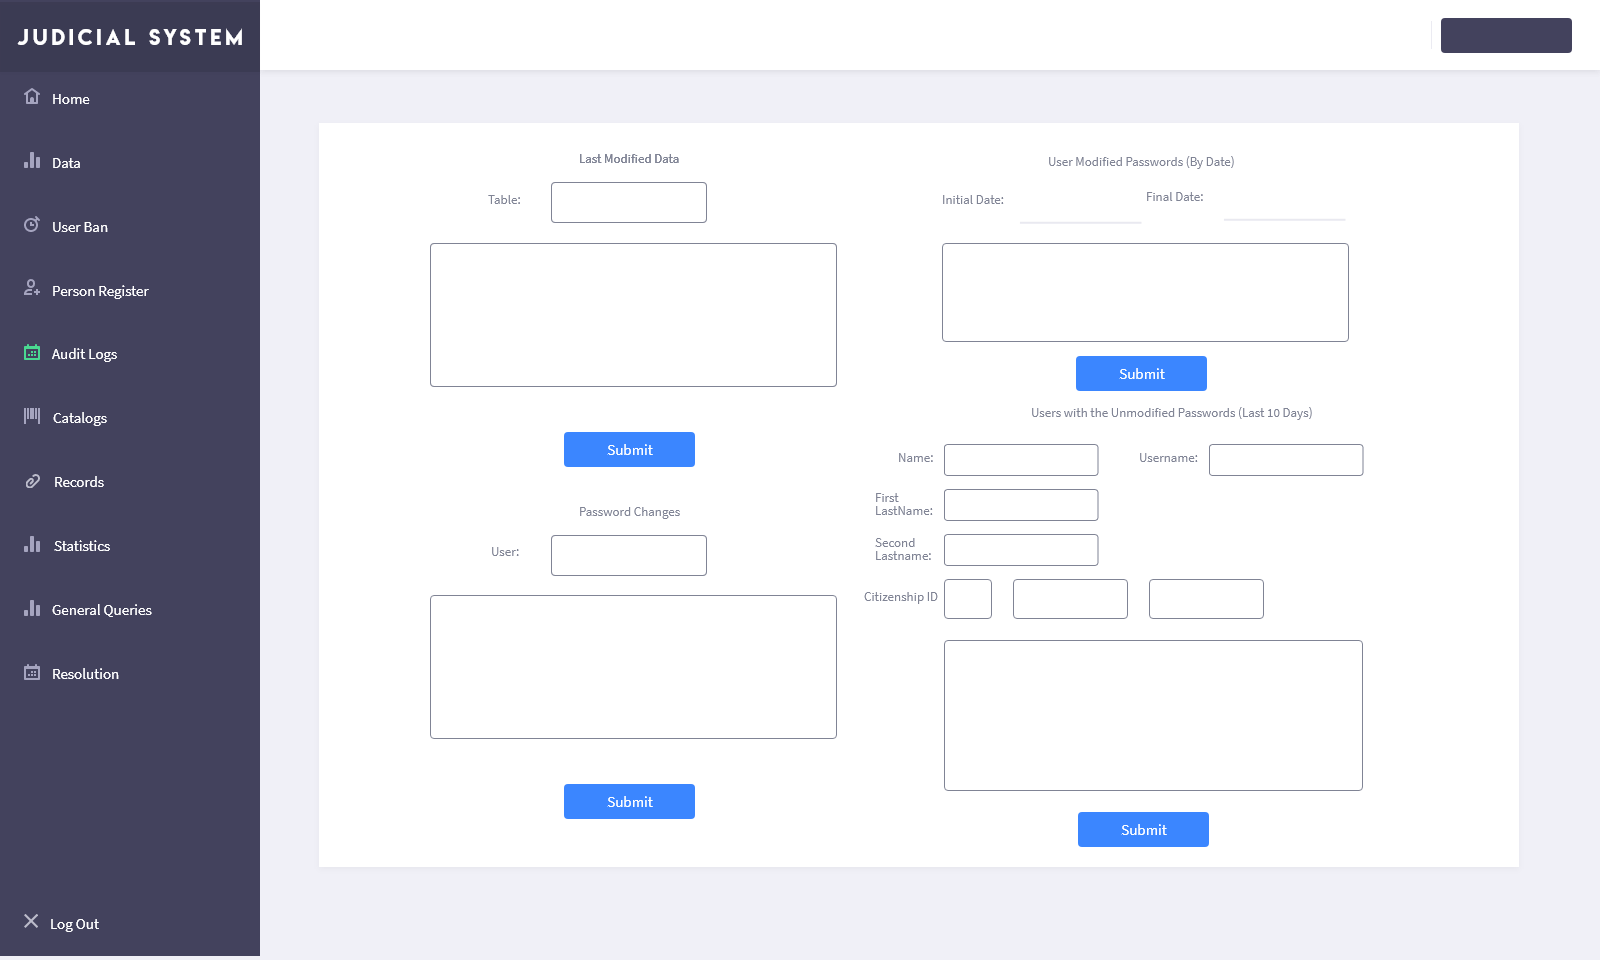 JUDICIAL SYSTEM
Home
Data
User Ban
Person Register
Audit Logs
Catalogs
Records
Statistics
General Queries
Resolution
Log Out
Last Modified Data
Table:
Submit
Password Changes
User:
Submit
User Modified Passwords (By Date)
Initial Date:
Final Date:
Submit
Users with the Unmodified Passwords (Last 10 Days)
Name:
Username:
First
LastName:
Second
Lastname:
Citizenship ID
Submit